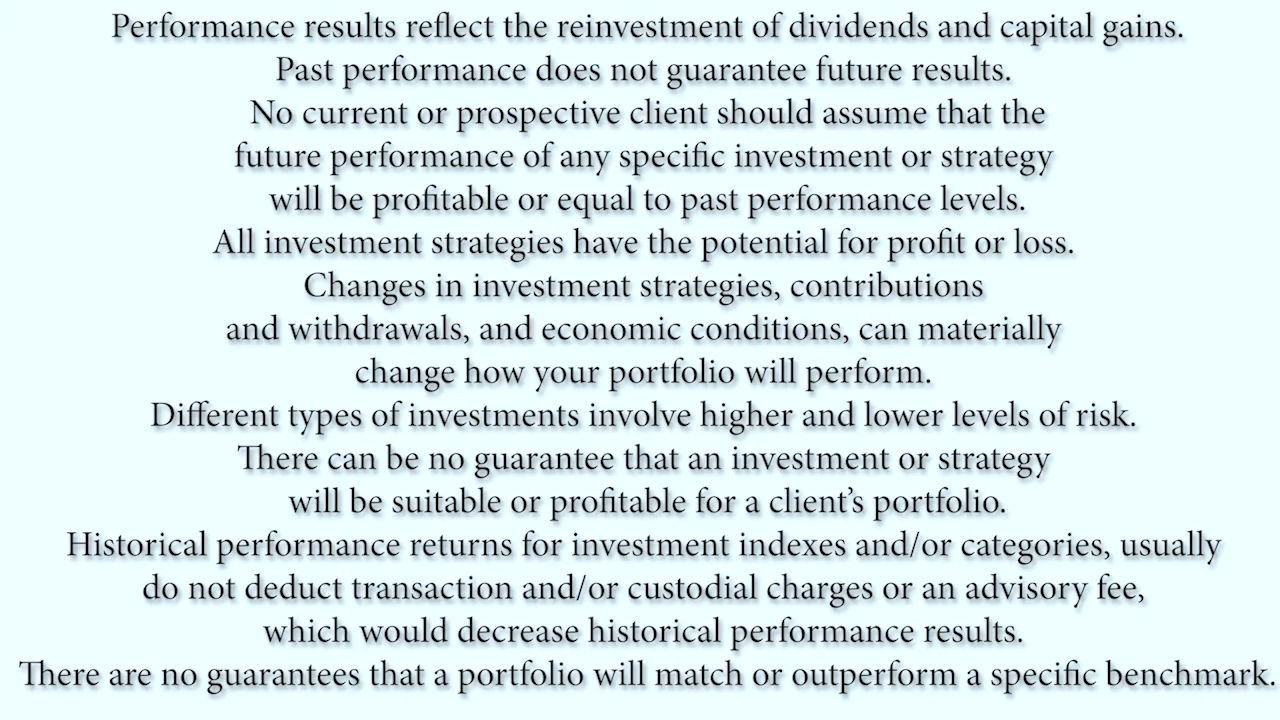 Performance results reflect the reinvestment of dividends and capital gains.
Past performance does not guarantee future results.
No current or prospective client should assume that the
future performance of any specific investment or strategy
will be profitable or equal to past performance levels.
All investment strategies have the potential for profit or loss.
Changes in investment strategies, contributions
and withdrawals, and economic conditions, can materially
change how your portfolio will perform.
Different types of investments involve higher and lower levels of risk.
There can be no guarantee that an investment or strategy
will be suitable or profitable for a client’s portfolio.
Historical performance returns for investment indexes and/or categories, usually
do not deduct transaction and/or custodial charges or an advisory fee,
which would decrease historical performance results.
There are no guarantees that a portfolio will match or outperform a specific benchmark.